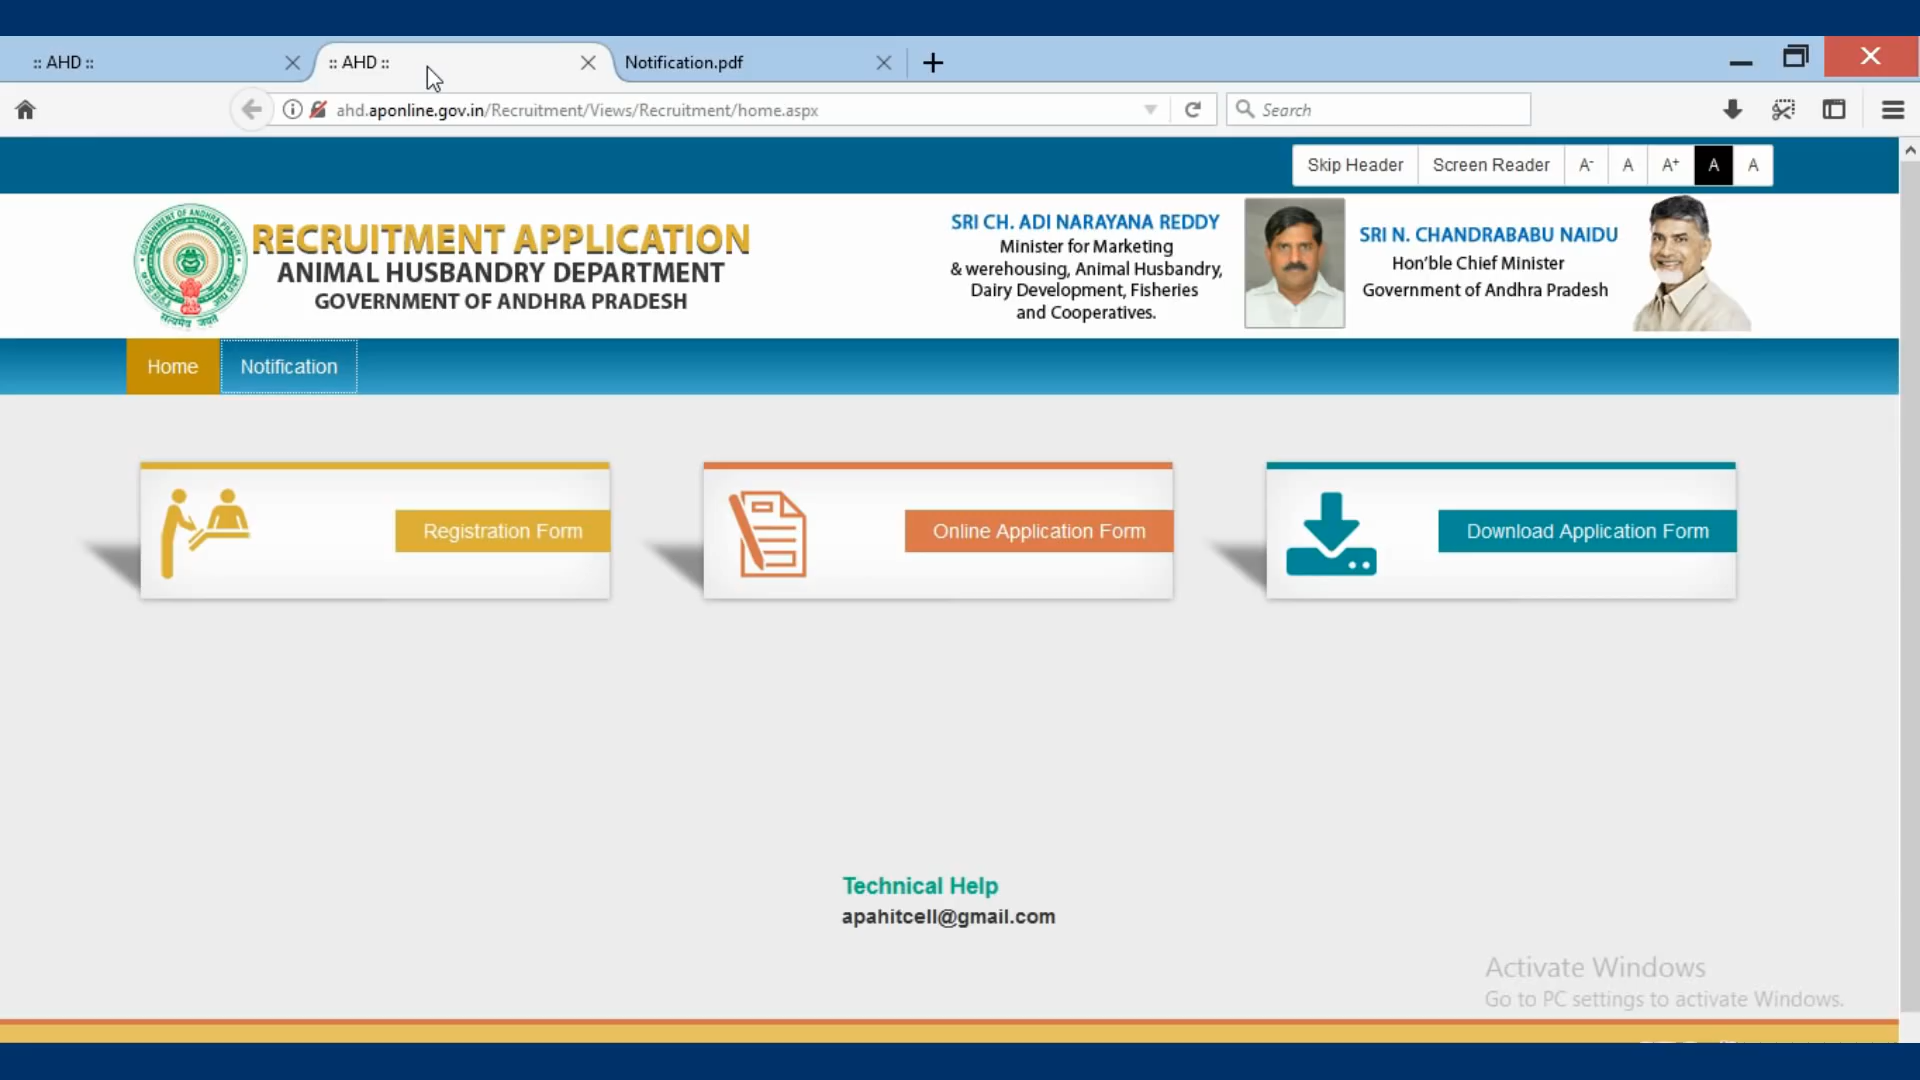 :: AHD ::
:: AHD ::
Notification.pdf
ahd.aponline.gov.in/Recruitment/Views/Recruitment/home.aspx
Search
Skip Header
Screen Reader
A-
A
A+
A
A
RECRUITMENT APPLICATION
ANIMAL HUSBANDRY DEPARTMENT
GOVERNMENT OF ANDHRA PRADESH
SRI CH. ADI NARAYANA REDDY
Minister for Marketing
& werehousing, Animal Husbandry,
Dairy Development, Fisheries
and Cooperatives.
SRI N. CHANDRABABU NAIDU
Hon'ble Chief Minister
Government of Andhra Pradesh
सत्यमेव जयते
Home
Notification
Registration Form
Online Application Form
Download Application Form
Technical Help
apahitcell@gmail.com
Activate Windows
Go to PC settings to activate Windows.